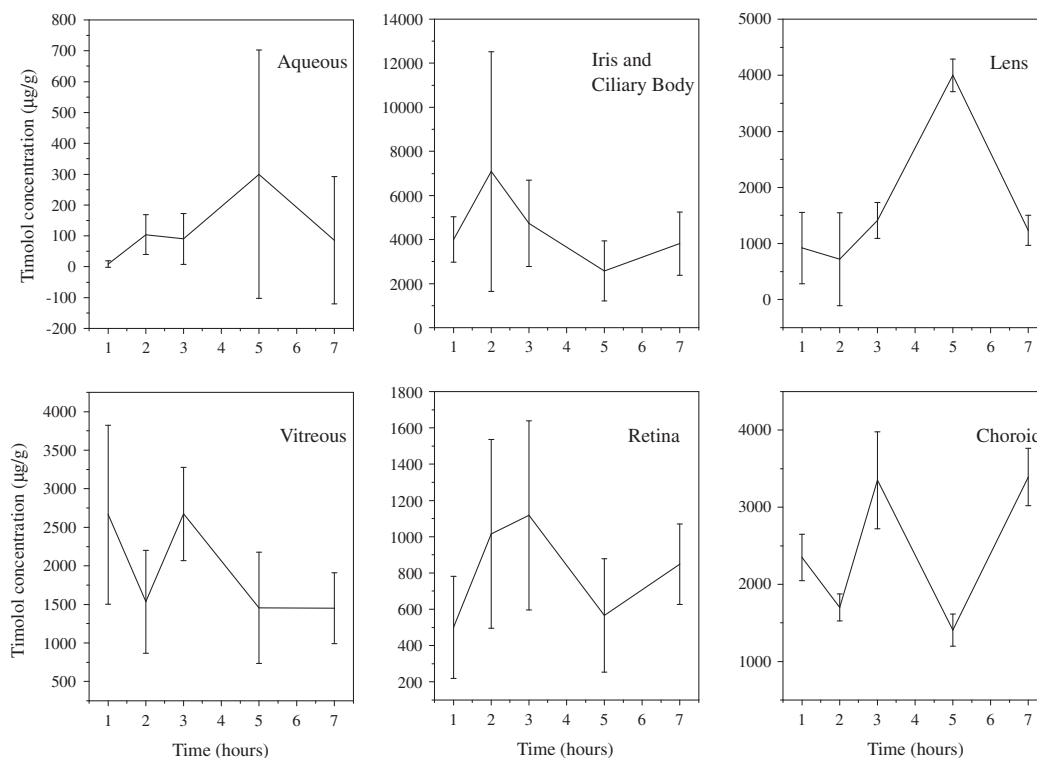 Timolol concentration (μg/g)
800
700
600
500
400
300
200
100
0
-100
-200
Aqueous
1 2 3 4 5 6 7
14000
12000
10000
8000
6000
4000
2000
0
Iris and
Ciliary Body
1 2 3 4 5 6 7
5000
4000
3000
2000
1000
0
Lens
1 2 3 4 5 6 7
Timolol concentration (μg/g)
4000
3500
3000
2500
2000
1500
1000
500
Vitreous
1 2 3 4 5 6 7
Time (hours)
1800
1600
1400
1200
1000
800
600
400
200
Retina
1 2 3 4 5 6 7
Time (hours)
4000
3000
2000
1000
Choroid
1 2 3 4 5 6 7
Time (hours)